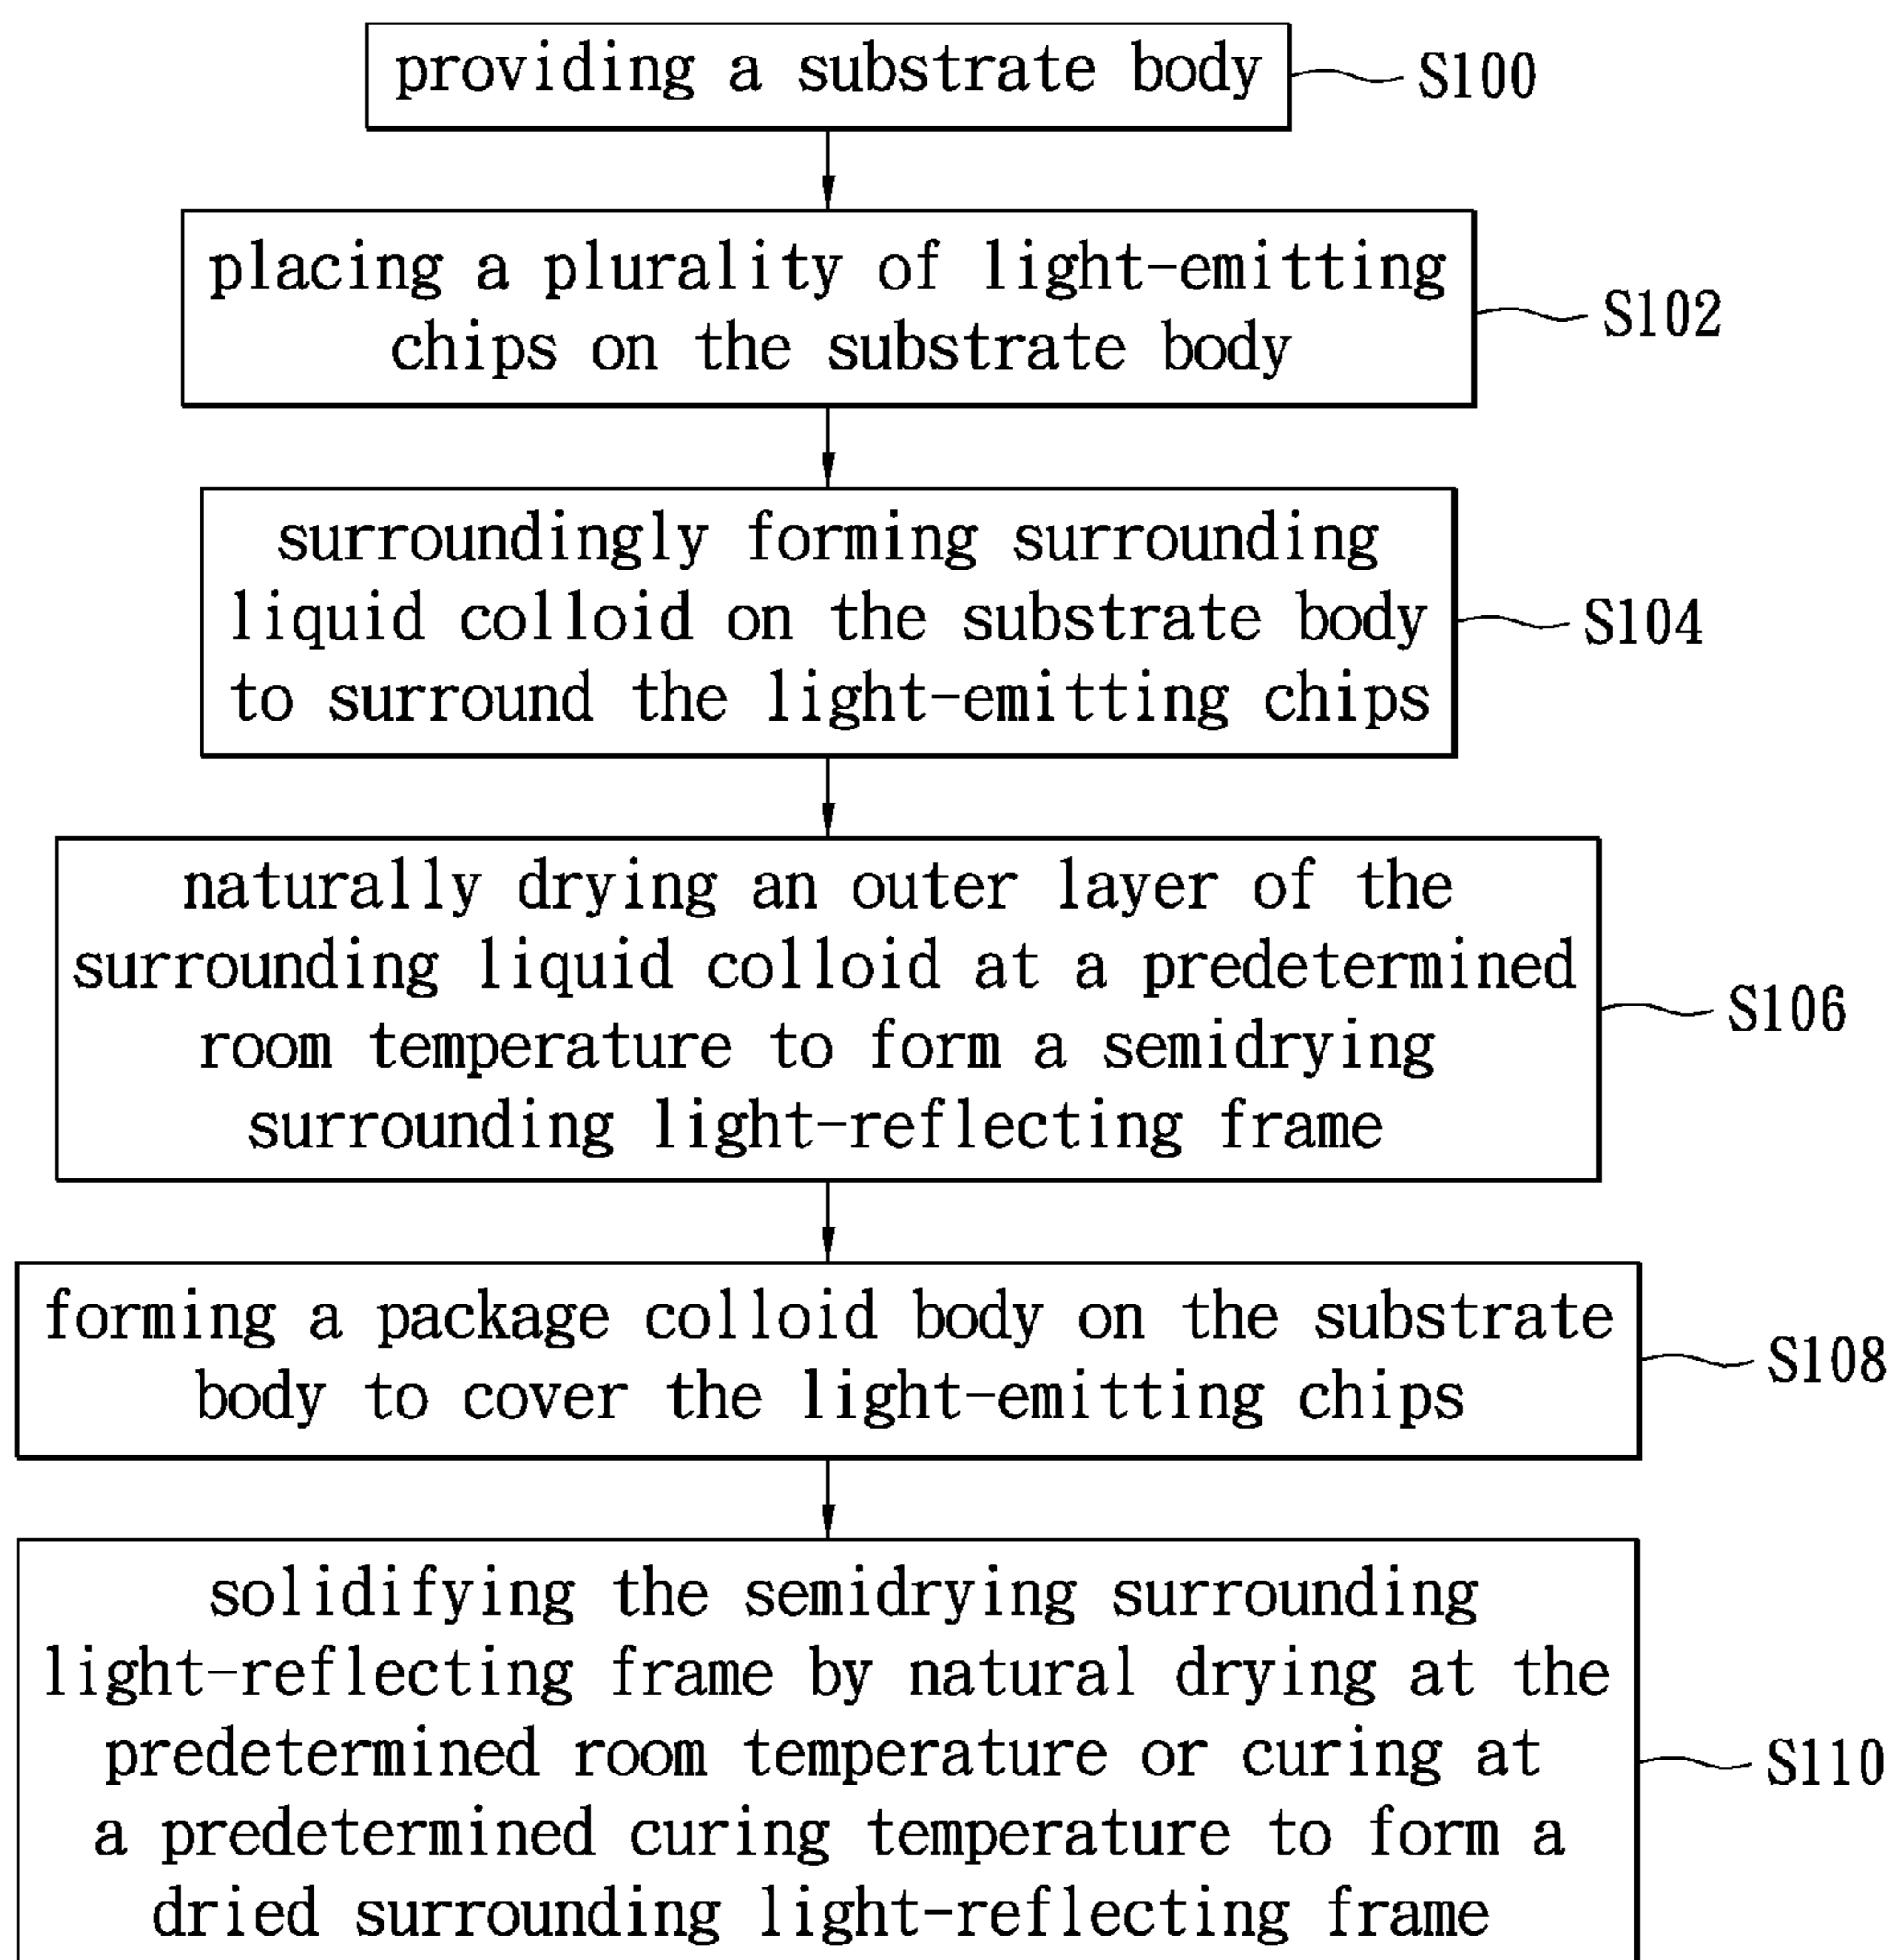 providing a substrate body
S100
placing a plurality of light-emitting
chips on the substrate body
S102
surroundingly forming surrounding
liquid colloid on the substrate body
to surround the light-emitting chips
S104
naturally drying an outer layer of the
surrounding liquid colloid at a predetermined
room temperature to form a semidrying
surrounding light-reflecting frame
S106
forming a package colloid body on the substrate
body to cover the light-emitting chips
S108
solidifying the semidrying surrounding
light-reflecting frame by natural drying at the
predetermined room temperature or curing at
a predetermined curing temperature to form a
dried surrounding light-reflecting frame
S110